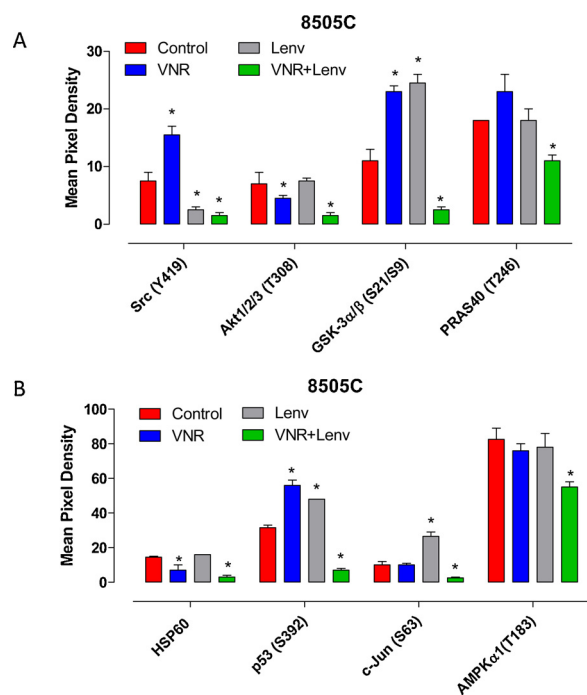 A
8505C
Control Lenv
VNR VNR+Lenv
Mean Pixel Density
30
20
10
0
* * * * * * * * *
Src (Y419)
Akt1/2/3 (T308)
GSK-3α/β (S21/S9)
PRAS40 (T246)
B
8505C
Control Lenv
VNR VNR+Lenv
Mean Pixel Density
100
80
60
40
20
0
* * * * * * * *
HSP60
p53 (S392)
c-Jun (S63)
AMPKα1(T183)